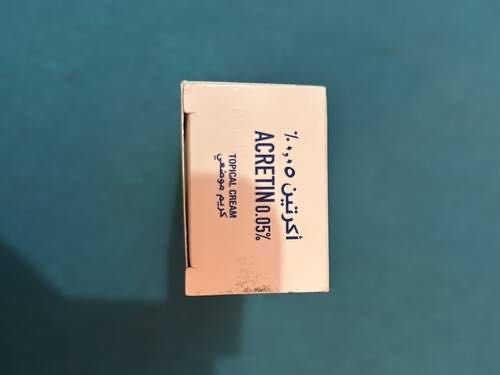 أكرتين ٠,٠٥ %
ACRETIN 0.05%
TOPICAL CREAM
كريم موضعي